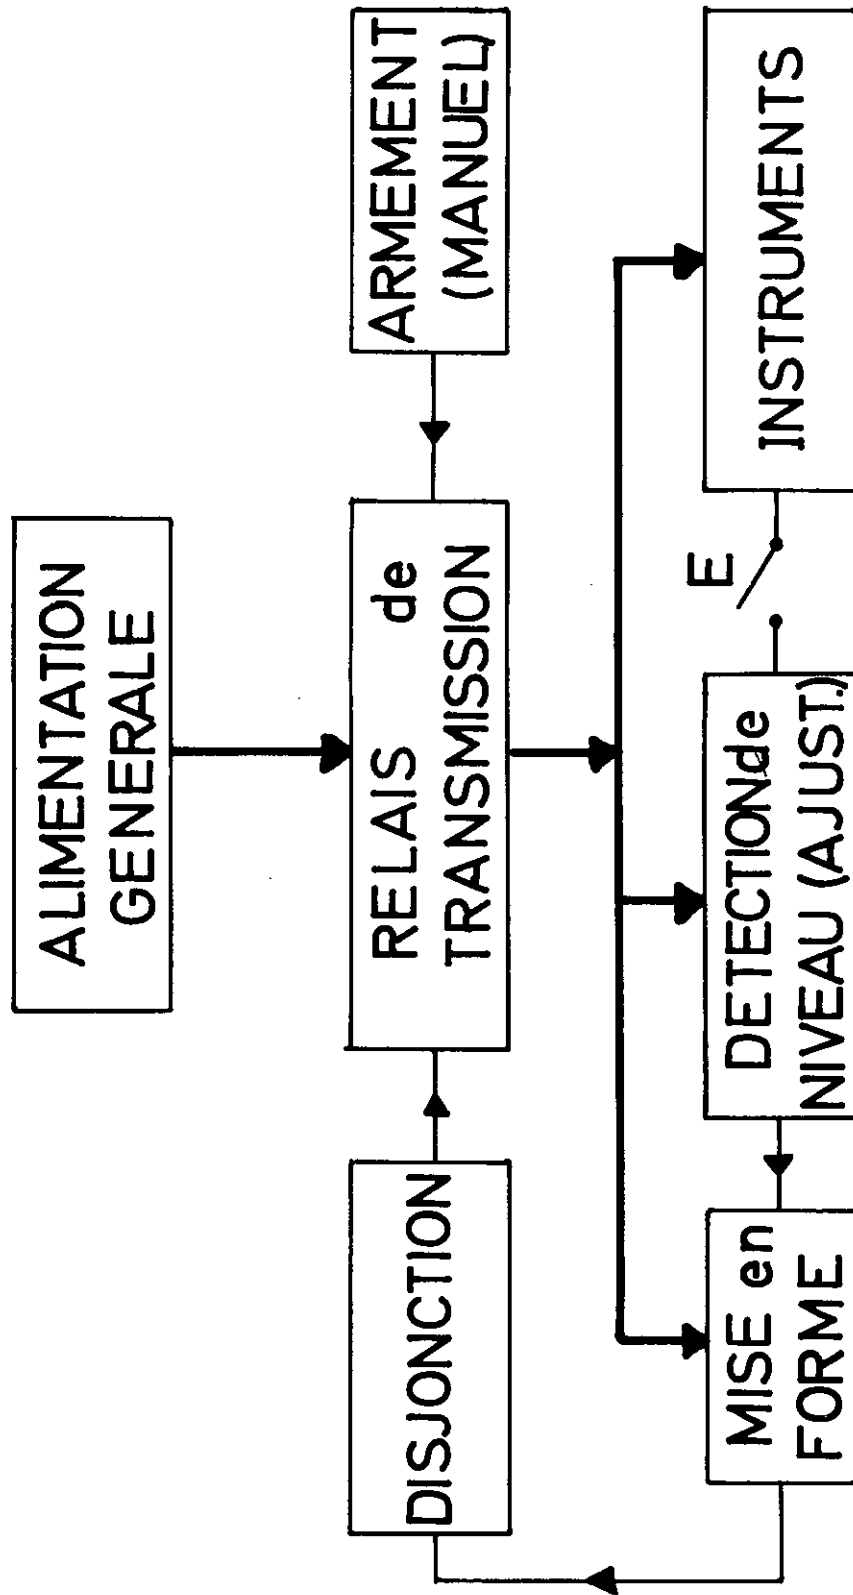 ALIMENTATION
GENERALE
DISJONCTION
RELAIS de
TRANSMISSION
ARMEMENT
(MANUEL)
MISE en
FORME
DETECTION de
NIVEAU (AJUST.)
E
INSTRUMENTS